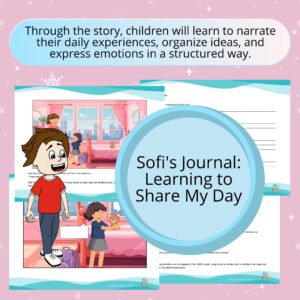 Through the story, children will learn to narrate
their daily experiences, organize ideas, and
express emotions in a structured way.
Sofi's Journal:
Learning to
Share My Day